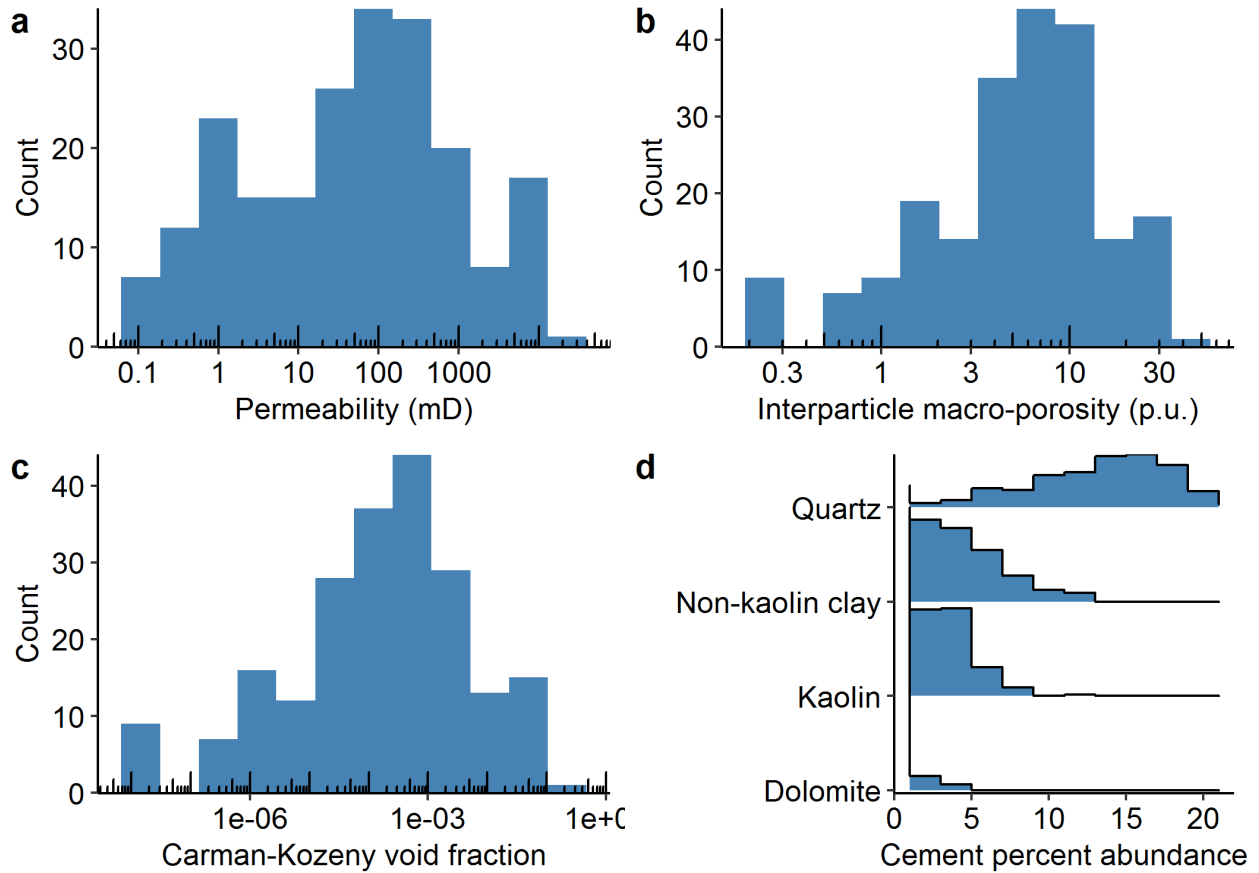 a
30
20
10
0
Count
0.1 1 10 100 1000
Permeability (mD)
b
40
30
20
10
0
Count
0.3 1 3 10 30
Interparticle macro-porosity (p.u.)
c
40
30
20
10
0
Count
1e-06 1e-03 1e+0
Carman-Kozeny void fraction
d
Quartz
Non-kaolin clay
Kaolin
Dolomite
0 5 10 15 20
Cement percent abundance